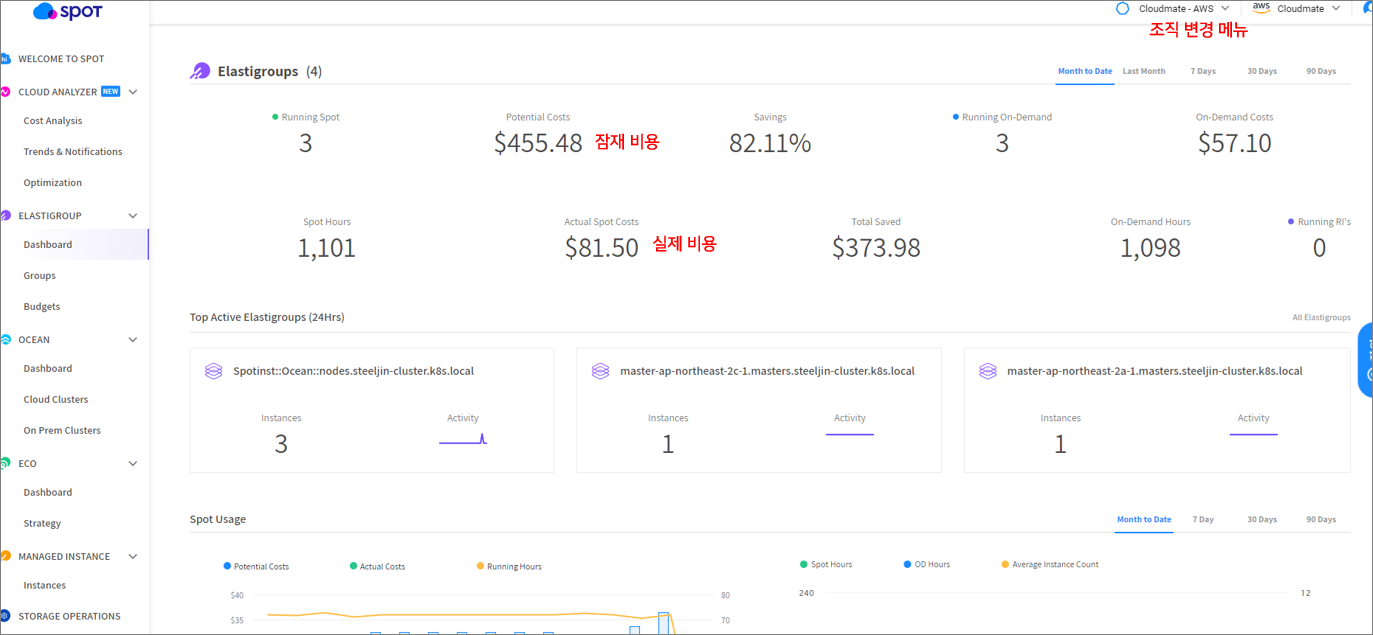 spot
Cloudmate - AWS
aws
Cloudmate
조직 변경 메뉴
hi
WELCOME TO SPOT
CLOUD ANALYZER NEW
Cost Analysis
Trends & Notifications
Optimization
ELASTIGROUP
Dashboard
Groups
Budgets
OCEAN
Dashboard
Cloud Clusters
On Prem Clusters
ECO
Dashboard
Strategy
MANAGED INSTANCE
Instances
STORAGE OPERATIONS
Elastigroups (4)
Month to Date Last Month 7 Days 30 Days 90 Days
Running Spot Potential Costs Savings Running On-Demand On-Demand Costs
3 $455.48 잠재 비용 82.11% 3 $57.10
Spot Hours Actual Spot Costs Total Saved On-Demand Hours Running RI's
1,101 $81.50 실제 비용 $373.98 1,098 0
Top Active Elastigroups (24Hrs) All Elastigroups
Spotinst::Ocean::nodes.steeljin-cluster.k8s.local
Instances Activity
3
master-ap-northeast-2c-1.masters.steeljin-cluster.k8s.local
Instances Activity
1
master-ap-northeast-2a-1.masters.steeljin-cluster.k8s.local
Instances Activity
1
Spot Usage
Month to Date 7 Day 30 Days 90 Days
Potential Costs Actual Costs Running Hours
$40 80
$35 70
Spot Hours OD Hours Average Instance Count
240 12